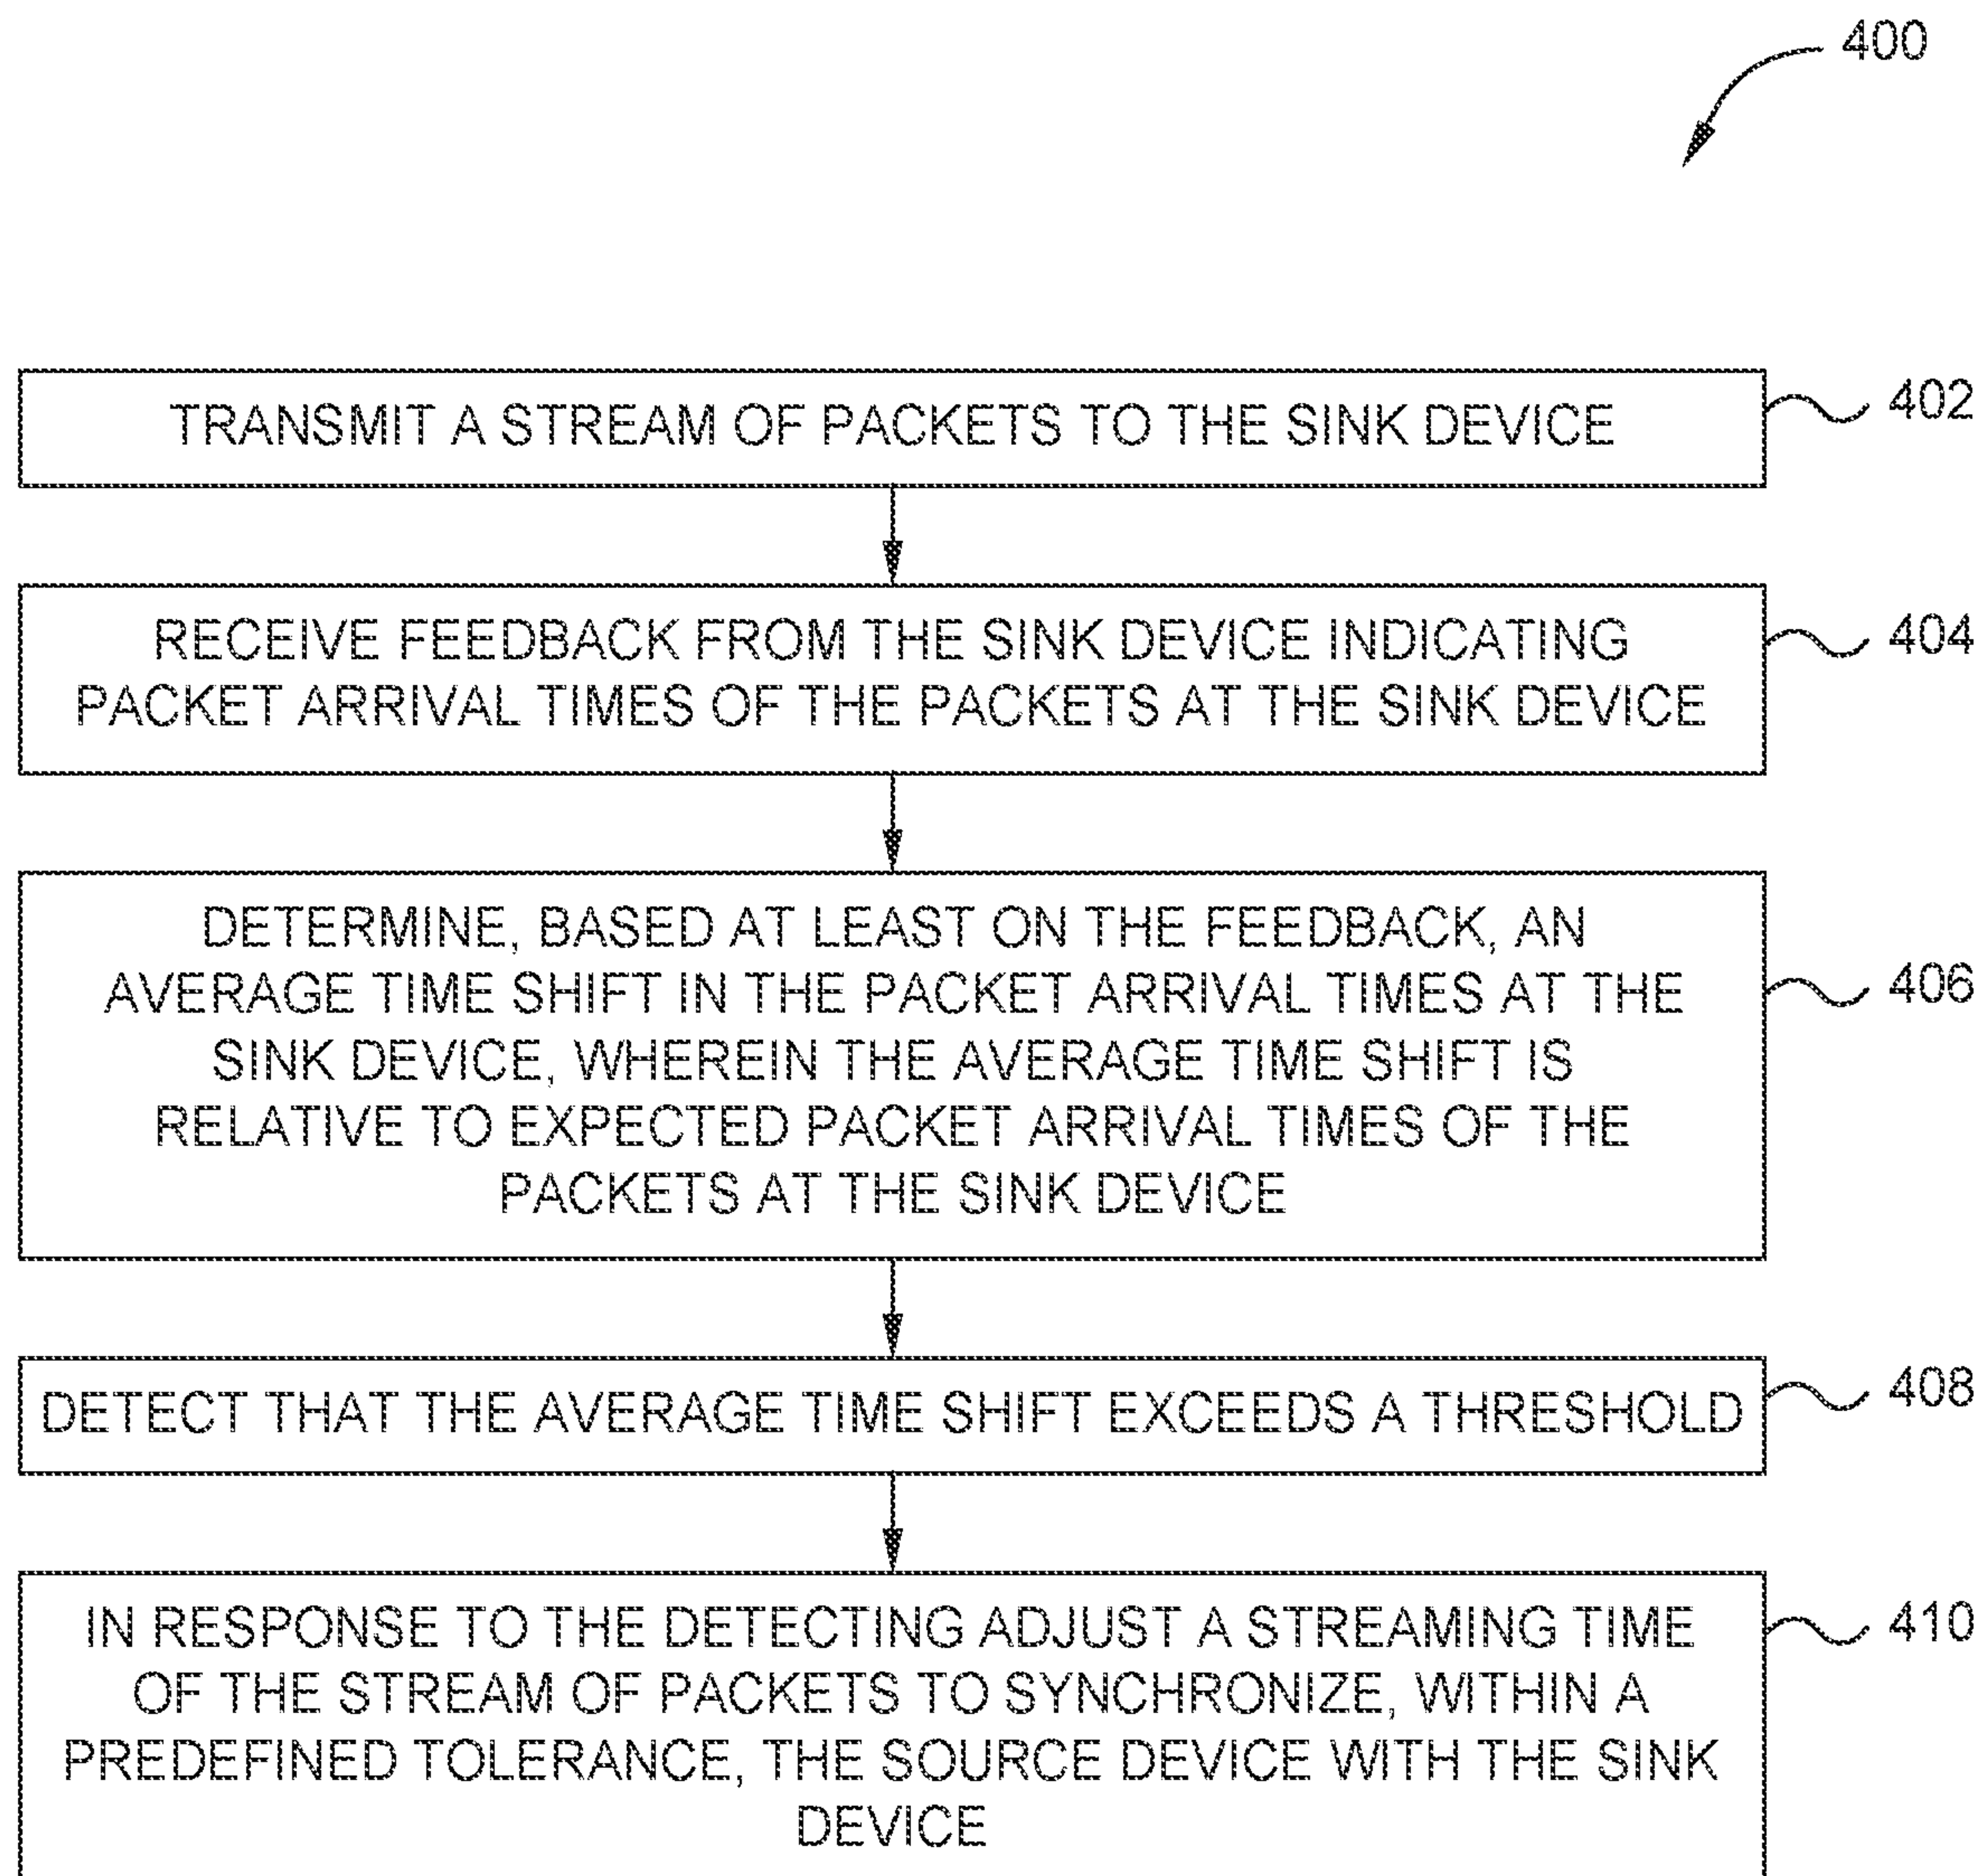 400
TRANSMIT A STREAM OF PACKETS TO THE SINK DEVICE
402
RECEIVE FEEDBACK FROM THE SINK DEVICE INDICATING
PACKET ARRIVAL TIMES OF THE PACKETS AT THE SINK DEVICE
404
DETERMINE, BASED AT LEAST ON THE FEEDBACK, AN
AVERAGE TIME SHIFT IN THE PACKET ARRIVAL TIMES AT THE
SINK DEVICE, WHEREIN THE AVERAGE TIME SHIFT IS
RELATIVE TO EXPECTED PACKET ARRIVAL TIMES OF THE
PACKETS AT THE SINK DEVICE
406
DETECT THAT THE AVERAGE TIME SHIFT EXCEEDS A THRESHOLD
408
IN RESPONSE TO THE DETECTING ADJUST A STREAMING TIME
OF THE STREAM OF PACKETS TO SYNCHRONIZE, WITHIN A
PREDEFINED TOLERANCE, THE SOURCE DEVICE WITH THE SINK
DEVICE
410